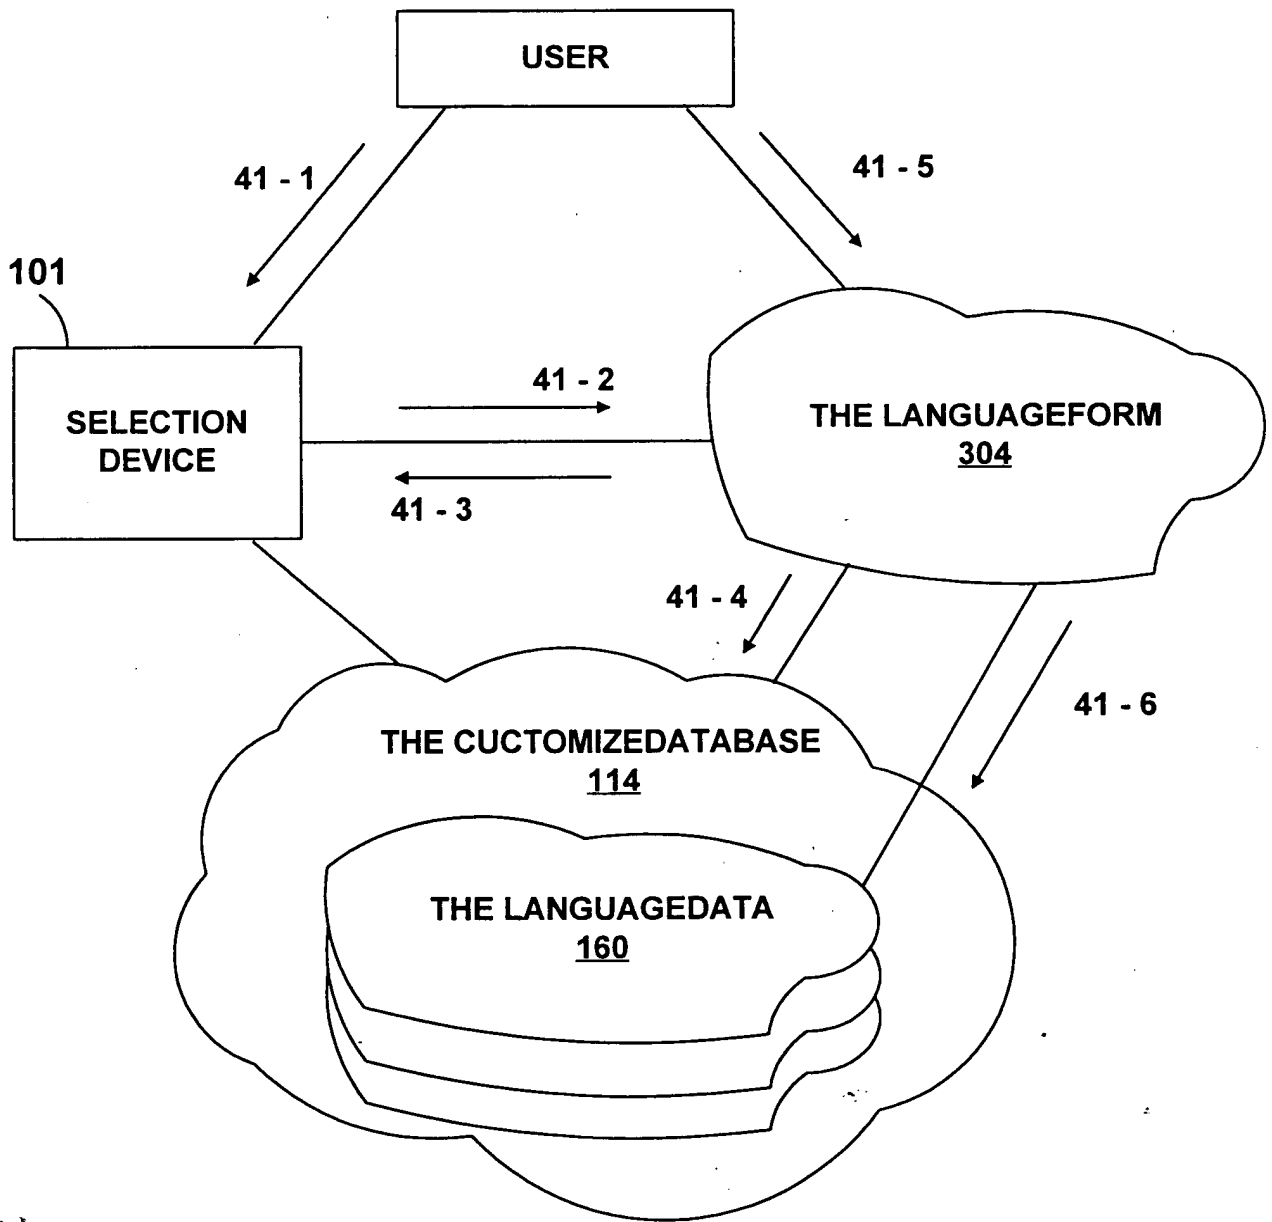 USER
41 - 1
41 - 5
101
SELECTION
DEVICE
41 - 2
41 - 3
THE LANGUAGEFORM
304
41 - 4
41 - 6
THE CUCTOMIZEDATABASE
114
THE LANGUAGEDATA
160